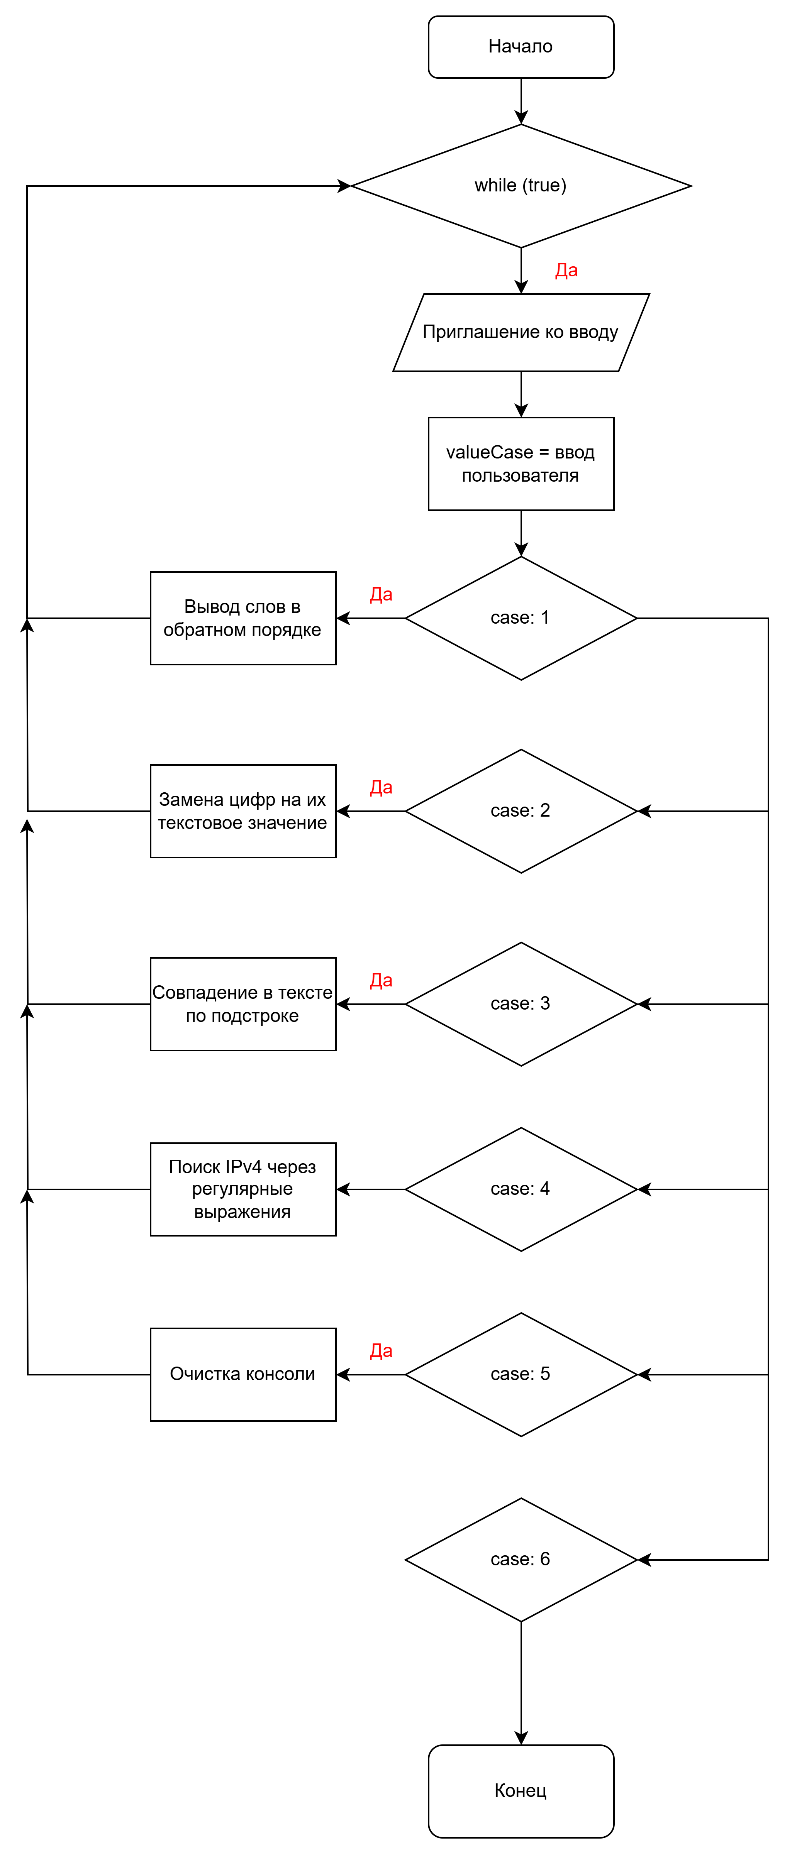 Начало
while (true)
Да
Приглашение ко вводу
valueCase = ввод
пользователя
case: 1
Да
Вывод слов в
обратном порядке
case: 2
Да
Замена цифр на их
текстовое значение
case: 3
Да
Совпадение в тексте
по подстроке
case: 4
Поиск IPv4 через
регулярные
выражения
case: 5
Да
Очистка консоли
case: 6
Конец